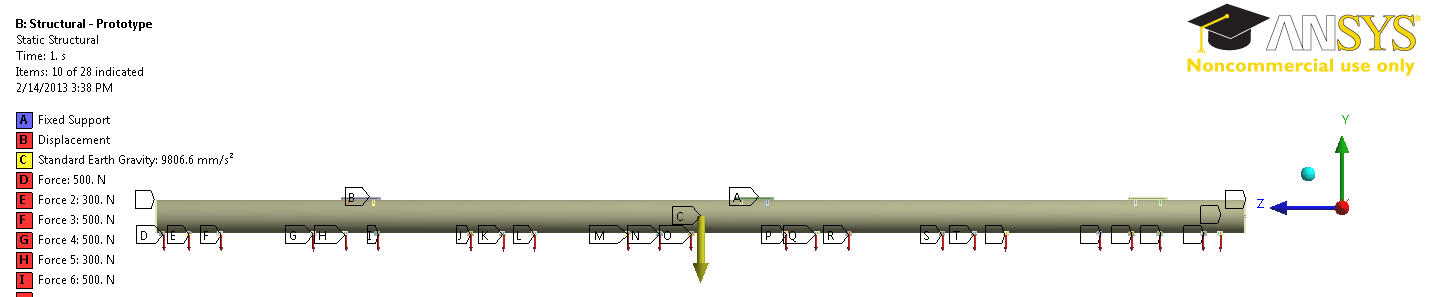 B: Structural - Prototype
Static Structural
Time: 1. s
Items: 10 of 28 indicated
2/14/2013 3:38 PM
A Fixed Support
B Displacement
C Standard Earth Gravity: 9806.6 mm/s²
D Force: 500. N
E Force 2: 300. N
F Force 3: 500. N
G Force 4: 500. N
H Force 5: 300. N
I Force 6: 500. N
ANSYS
Noncommercial use only
B A
C
D E F G H I J K L M N O P Q R S T
Y
Z
X